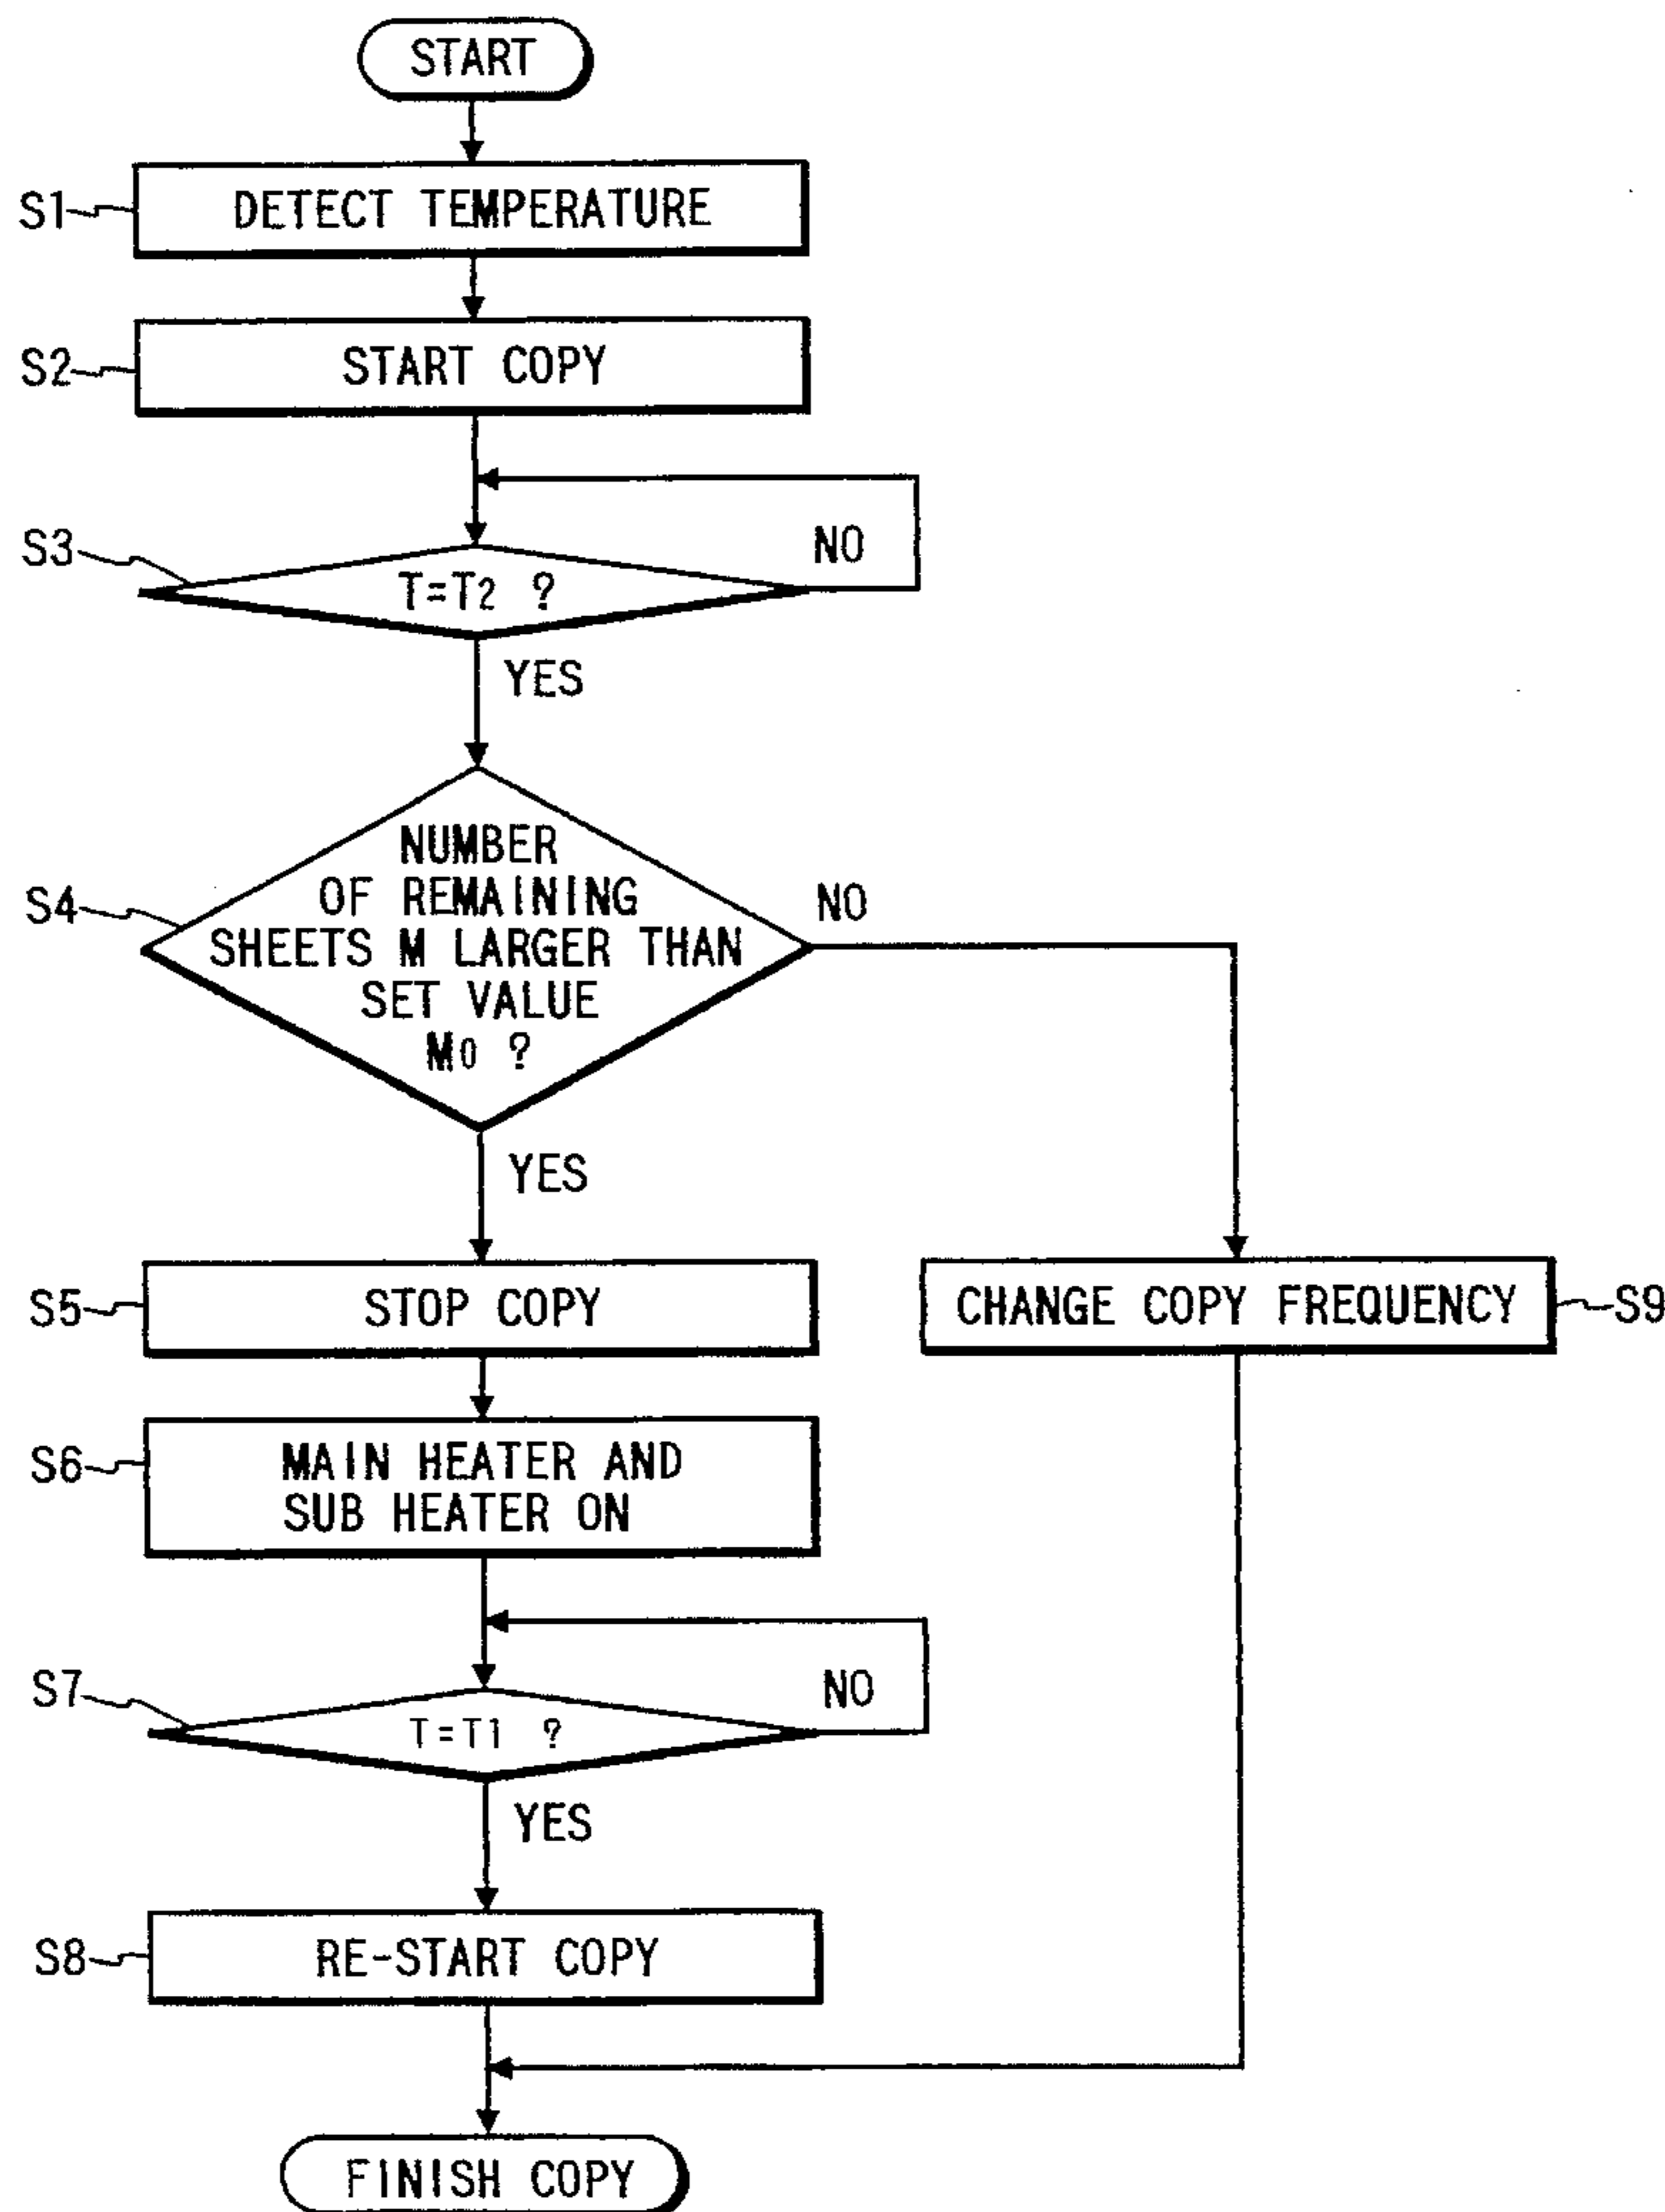 START
S1
DETECT TEMPERATURE
S2
START COPY
S3
T=T2 ?
NO
YES
S4
NUMBER
OF REMAINING
SHEETS M LARGER THAN
SET VALUE
M0 ?
NO
YES
S5
STOP COPY
CHANGE COPY FREQUENCY
S9
S6
MAIN HEATER AND
SUB HEATER ON
S7
T=T1 ?
NO
YES
S8
RE-START COPY
FINISH COPY